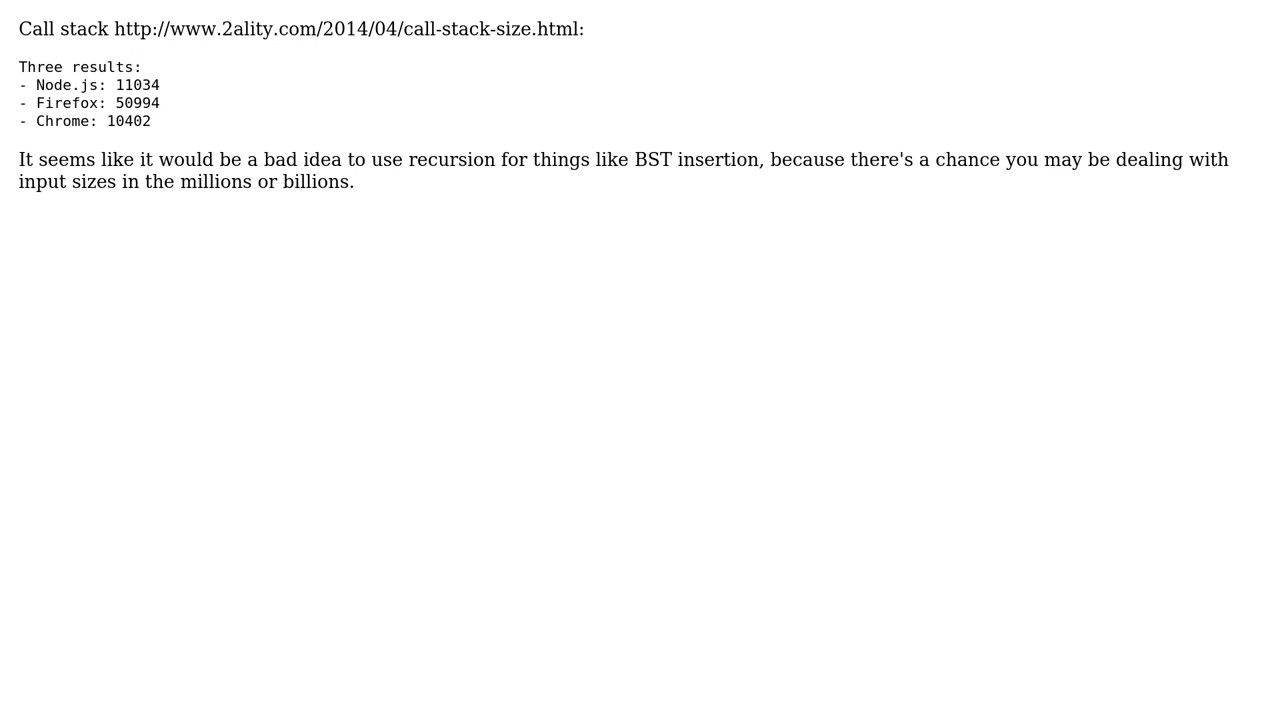 Call stack http://www.2ality.com/2014/04/call-stack-size.html:
Three results:
- Node.js: 11034
- Firefox: 50994
- Chrome: 10402
It seems like it would be a bad idea to use recursion for things like BST insertion, because there's a chance you may be dealing with
input sizes in the millions or billions.